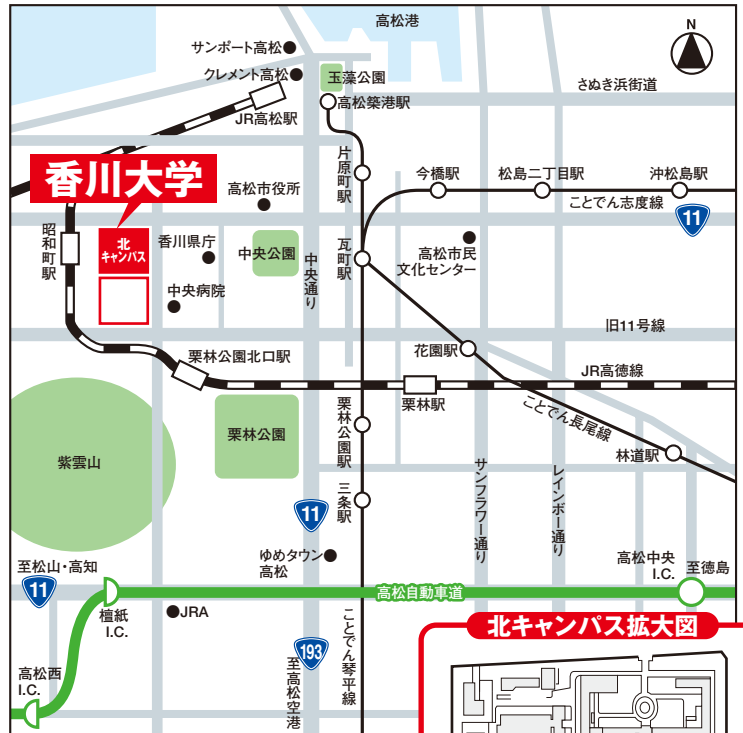 高松港
N
サンポート高松
クレメント高松
玉藻公園
さぬき浜街道
高松築港駅
JR高松駅
香川大学
片原町駅
今橋駅
松島二丁目駅
沖松島駅
高松市役所
ことでん志度線
11
昭和町駅
北
キャンパス
香川県庁
中央公園
中央通り
瓦町駅
高松市民
文化センター
中央病院
旧11号線
花園駅
栗林公園北口駅
JR高徳線
栗林駅
ことでん長尾線
栗林公園
栗林公園駅
林道駅
紫雲山
サンフラワー通り
レインボー通り
三条駅
11
ゆめタウン
高松
高松中央
I.C.
至徳島
至松山・高知
11
高松自動車道
檀紙
I.C.
JRA
ことでん琴平線
北キャンパス拡大図
193
高松西
I.C.
至高松空港